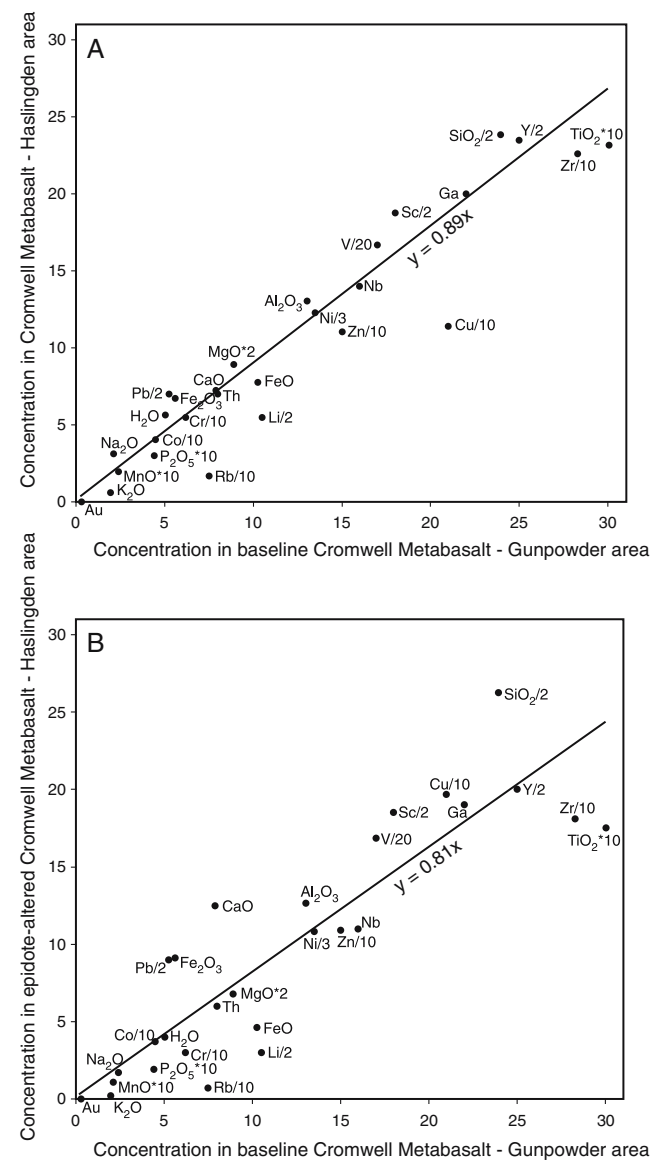 A
30
25
20
15
10
5
0
Concentration in Cromwell Metabasalt - Haslingden area
SiO2/2
Y/2
TiO2*10
Zr/10
Ga
Sc/2
y = 0.89x
V/20
Nb
Al2O3
Ni/3
Zn/10
Cu/10
MgO*2
CaO
FeO
Pb/2
Fe2O3
Th
H2O
Cr/10
Li/2
Na2O
Co/10
P2O5*10
MnO*10
Rb/10
K2O
Au
0 5 10 15 20 25 30
Concentration in baseline Cromwell Metabasalt - Gunpowder area
B
30
25
20
15
10
5
0
Concentration in epidote-altered Cromwell Metabasalt - Haslingden area
SiO2/2
Cu/10
Y/2
Sc/2
Ga
Zr/10
V/20
TiO2*10
y = 0.81x
Al2O3
CaO
Nb
Ni/3
Zn/10
Pb/2
Fe2O3
MgO*2
Th
FeO
Co/10
H2O
Cr/10
Li/2
Na2O
P2O5*10
MnO*10
Rb/10
Au
K2O
0 5 10 15 20 25 30
Concentration in baseline Cromwell Metabasalt - Gunpowder area